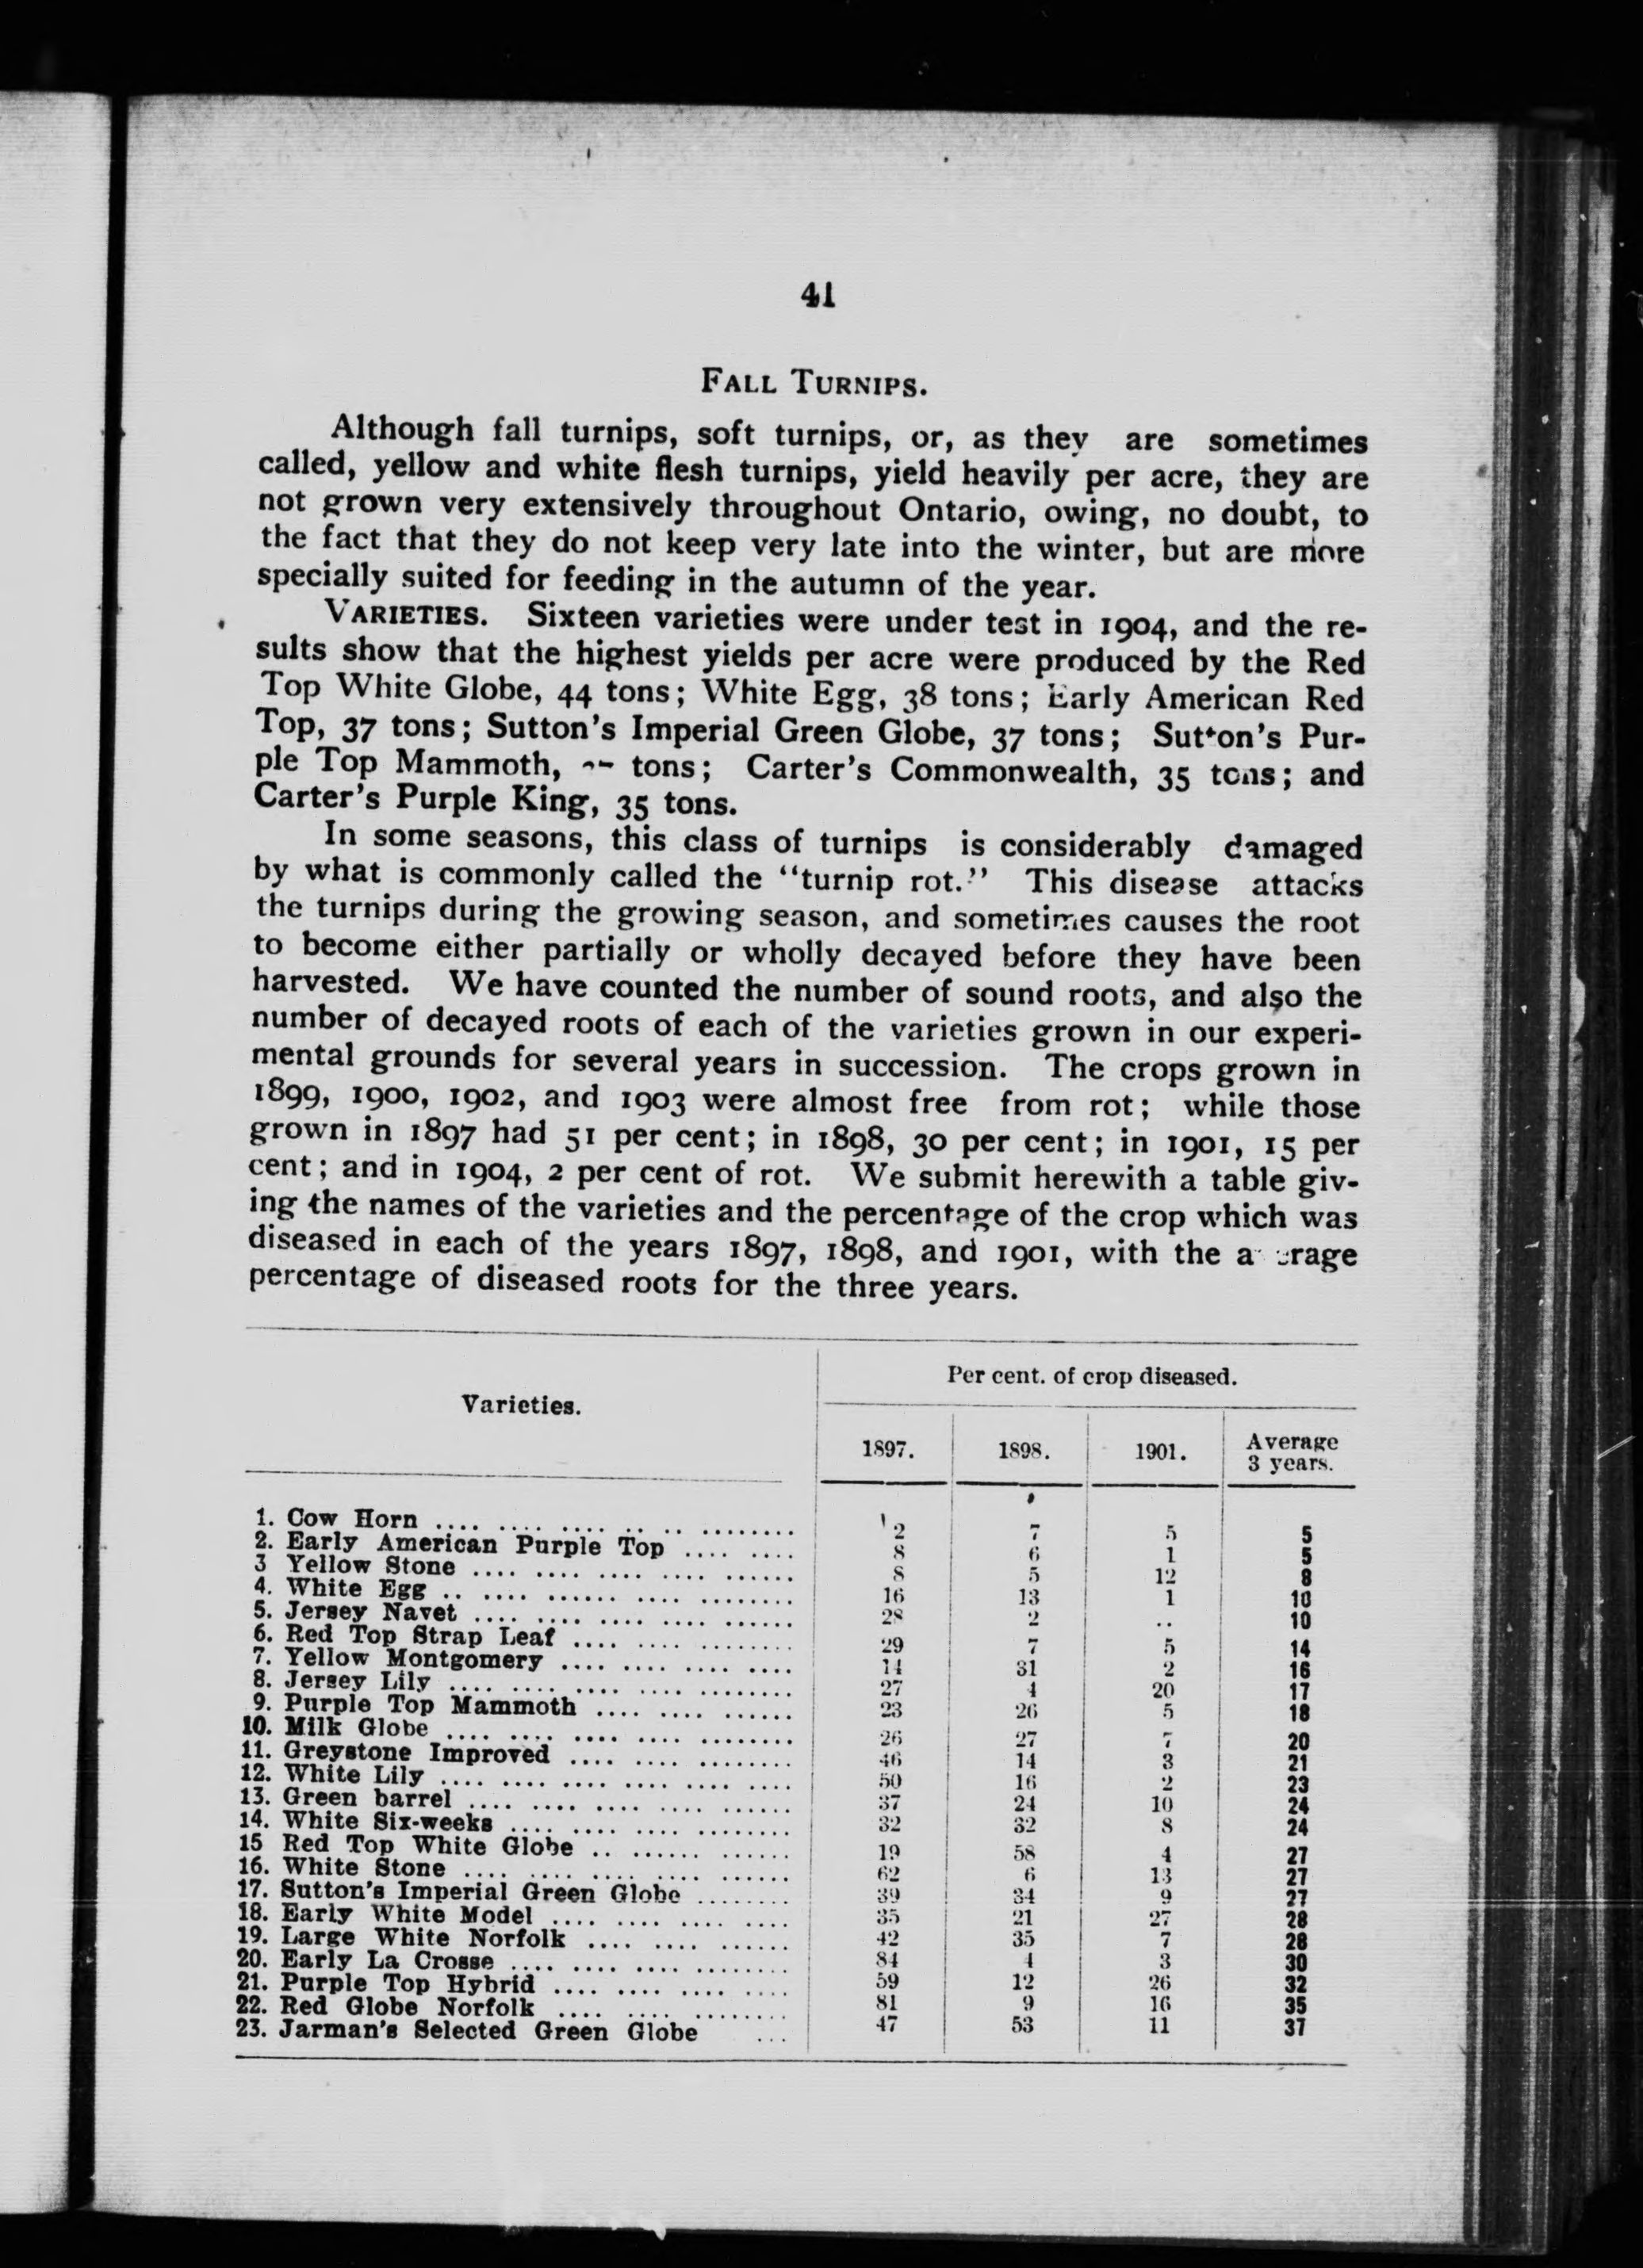 41
FALL TURNIPS.
Although fall turnips, soft turnips, or, as they are sometimes
called, yellow and white flesh turnips, yield heavily per acre, they are
not grown very extensively throughout Ontario, owing, no doubt, to
the fact that they do not keep very late into the winter, but are more
specially suited for feeding in the autumn of the year.
VARIETIES. Sixteen varieties were under test in 1904, and the re-
sults show that the highest yields per acre were produced by the Red
Top White Globe, 44 tons; White Egg, 38 tons; Early American Red
Top, 37 tons; Sutton's Imperial Green Globe, 37 tons; Sutton's Pur-
ple Top Mammoth, tons; Carter's Commonwealth, 35 tons; and
Carter's Purple King, 35 tons.
In some seasons, this class of turnips is considerably damaged
by what is commonly called the "turnip rot." This disease attacks
the turnips during the growing season, and sometimes causes the root
to become either partially or wholly decayed before they have been
harvested. We have counted the number of sound roots, and also the
number of decayed roots of each of the varieties grown in our experi-
mental grounds for several years in succession. The crops grown in
1899, 1900, 1902, and 1903 were almost free from rot; while those
grown in 1897 had 51 per cent; in 1898, 30 per cent; in 1901, 15 per
cent; and in 1904, 2 per cent of rot. We submit herewith a table giv-
ing the names of the varieties and the percentage of the crop which was
diseased in each of the years 1897, 1898, and 1901, with the average
percentage of diseased roots for the three years.
Varieties. Per cent. of crop diseased.
1897. 1898. 1901. Average 3 years.
1. Cow Horn .... .... .... .. .. ......... 2 7 5 5
2. Early American Purple Top .... .... 8 6 1 5
3 Yellow Stone .... .... .... .... ...... 8 5 12 8
4. White Egg .. .... ...... .... ........ 16 13 1 10
5. Jersey Navet .... .... .... .... ...... 28 2 .. 10
6. Red Top Strap Leaf .... .... ........ 29 7 5 14
7. Yellow Montgomery .... .... .... .... 14 31 2 16
8. Jersey Lily .... .... .... .... ........ 27 4 20 17
9. Purple Top Mammoth .... .... ...... 23 26 5 18
10. Milk Globe .... .... .... .... ........ 26 27 7 20
11. Greystone Improved .... .... ........ 46 14 3 21
12. White Lily .... .... .... .... .... .... 50 16 2 23
13. Green barrel .... .... .... .... ...... 37 24 10 24
14. White Six-weeks .... .... .... ........ 32 32 8 24
15 Red Top White Globe .. ...... ...... 19 58 4 27
16. White Stone .... .... .... .... ...... 62 6 13 27
17. Sutton's Imperial Green Globe ........ 39 34 9 27
18. Early White Model .... .... .... .... 35 21 27 28
19. Large White Norfolk .... .... ...... 42 35 7 28
20. Early La Crosse .... .... .... ........ 84 4 3 30
21. Purple Top Hybrid .... .... .... .... 59 12 26 32
22. Red Globe Norfolk .... .... ........ 81 9 16 35
23. Jarman's Selected Green Globe ... 47 53 11 37